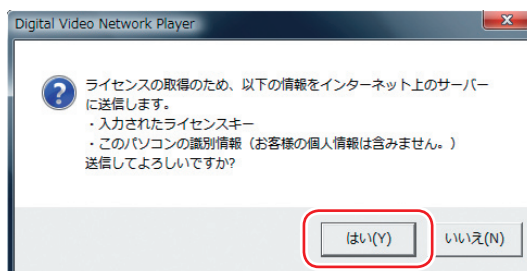 Digital Video Network Player
ライセンスの取得のため、以下の情報をインターネット上のサーバー
に送信します。
・入力されたライセンスキー
・このパソコンの識別情報（お客様の個人情報は含みません。）
送信してよろしいですか?
はい(Y)
いいえ(N)